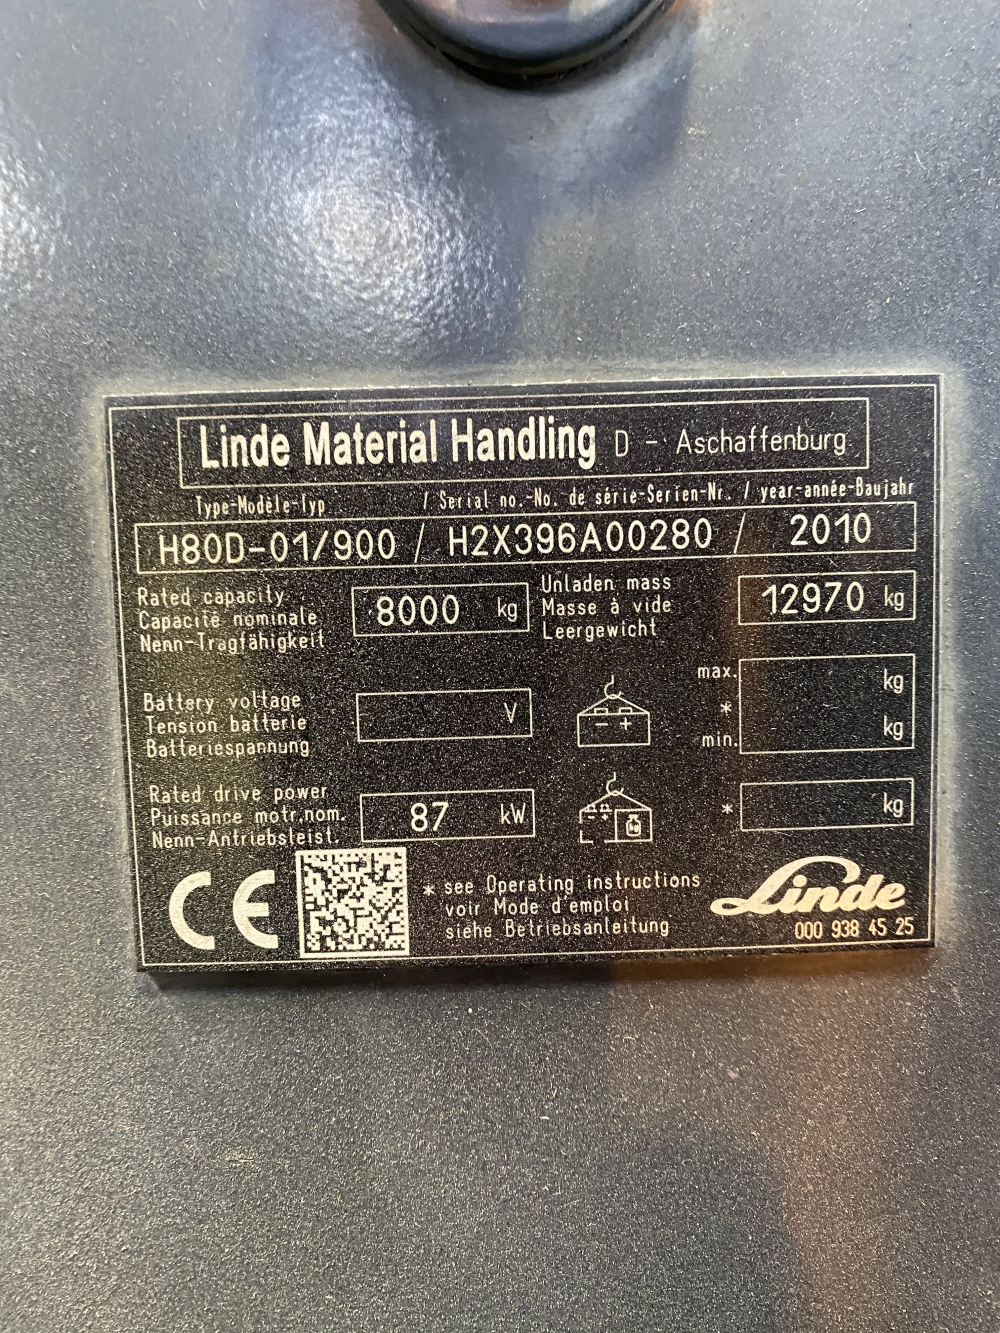 Linde Material Handling D - Aschaffenburg
Type-Modèle-Typ / Serial no.-No. de série-Serien-Nr. / year-année-Baujahr
H80D-01/900 / H2X396A00280 / 2010
Rated capacity
Capacité nominale
Nenn-Tragfähigkeit
8000 kg
Unladen mass
Masse à vide
Leergewicht
12970 kg
Battery voltage
Tension batterie
Batteriespannung
V
- +
max. kg
*
min. kg
Rated drive power
Puissance motr.nom.
Nenn-Antriebsleist.
87 kW
- + kg
* kg
CE
* see Operating instructions
voir Mode d'emploi
siehe Betriebsanleitung
Linde
000 938 45 25